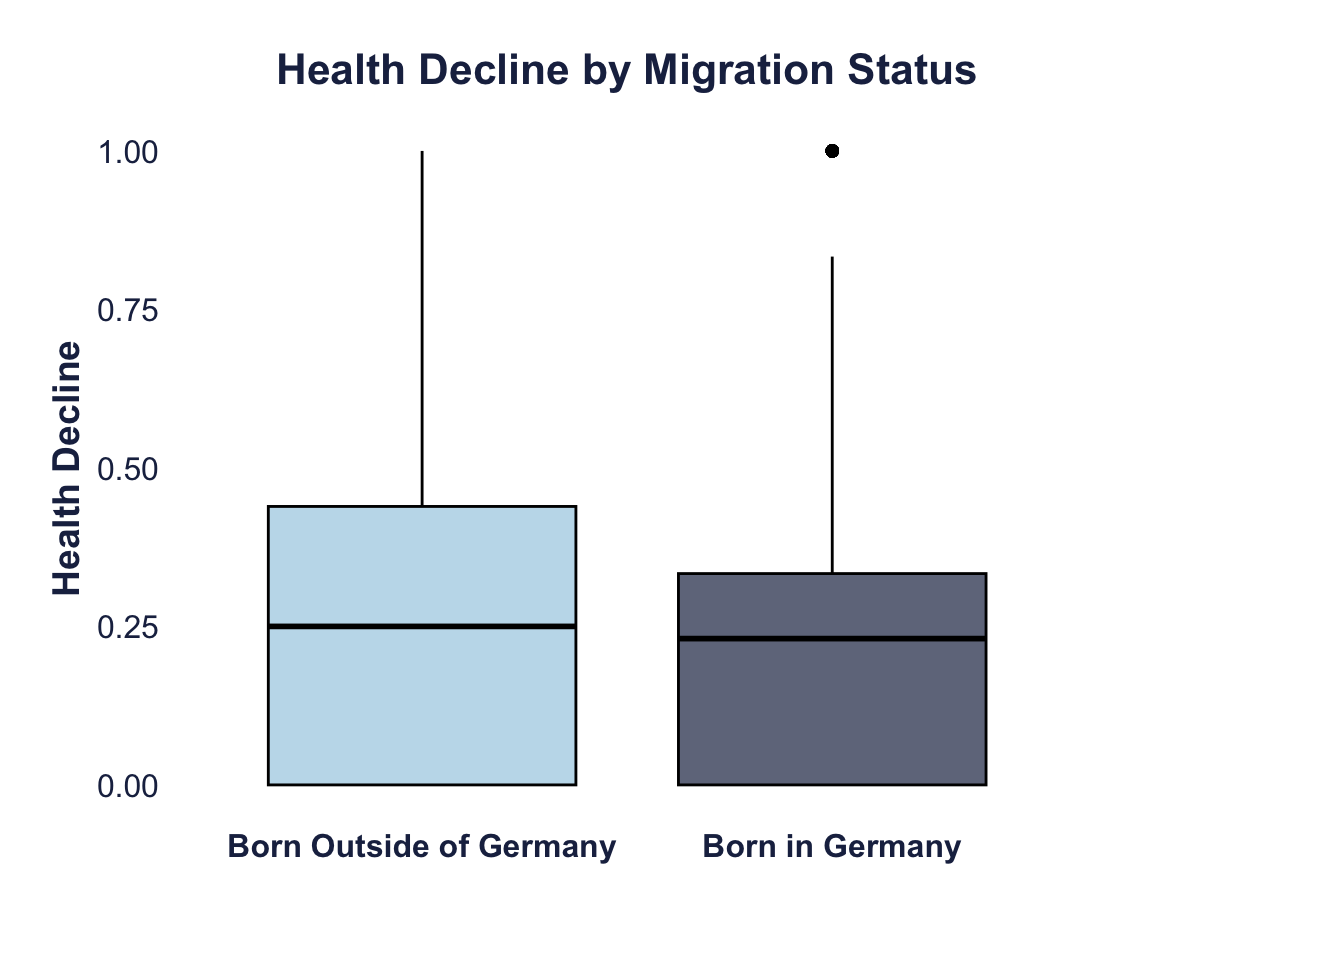 Health Decline by Migration Status
Health Decline
1.00
0.75
0.50
0.25
0.00
Born Outside of Germany
Born in Germany